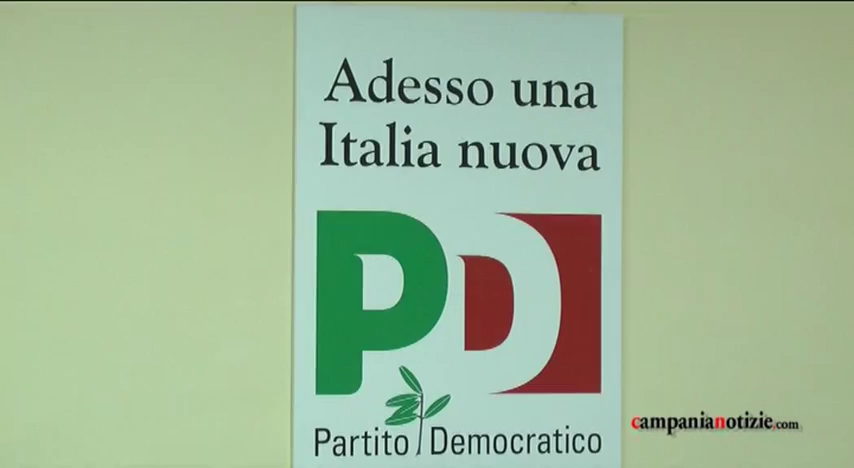 Adesso una
Italia nuova
PD
Partito Democratico
campanianotizie.com